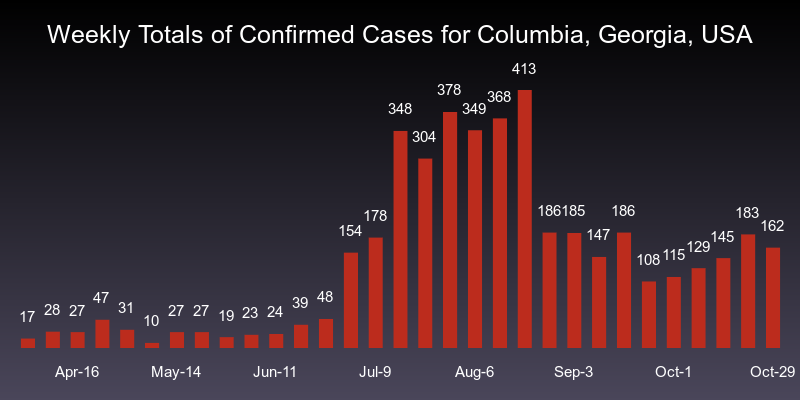 Weekly Totals of Confirmed Cases for Columbia, Georgia, USA
17 28 27 47 31 10 27 27 19 23 24 39 48 154 178 348 304 378 349 368 413 186 185 147 186 108 115 129 145 183 162
Apr-16 May-14 Jun-11 Jul-9 Aug-6 Sep-3 Oct-1 Oct-29